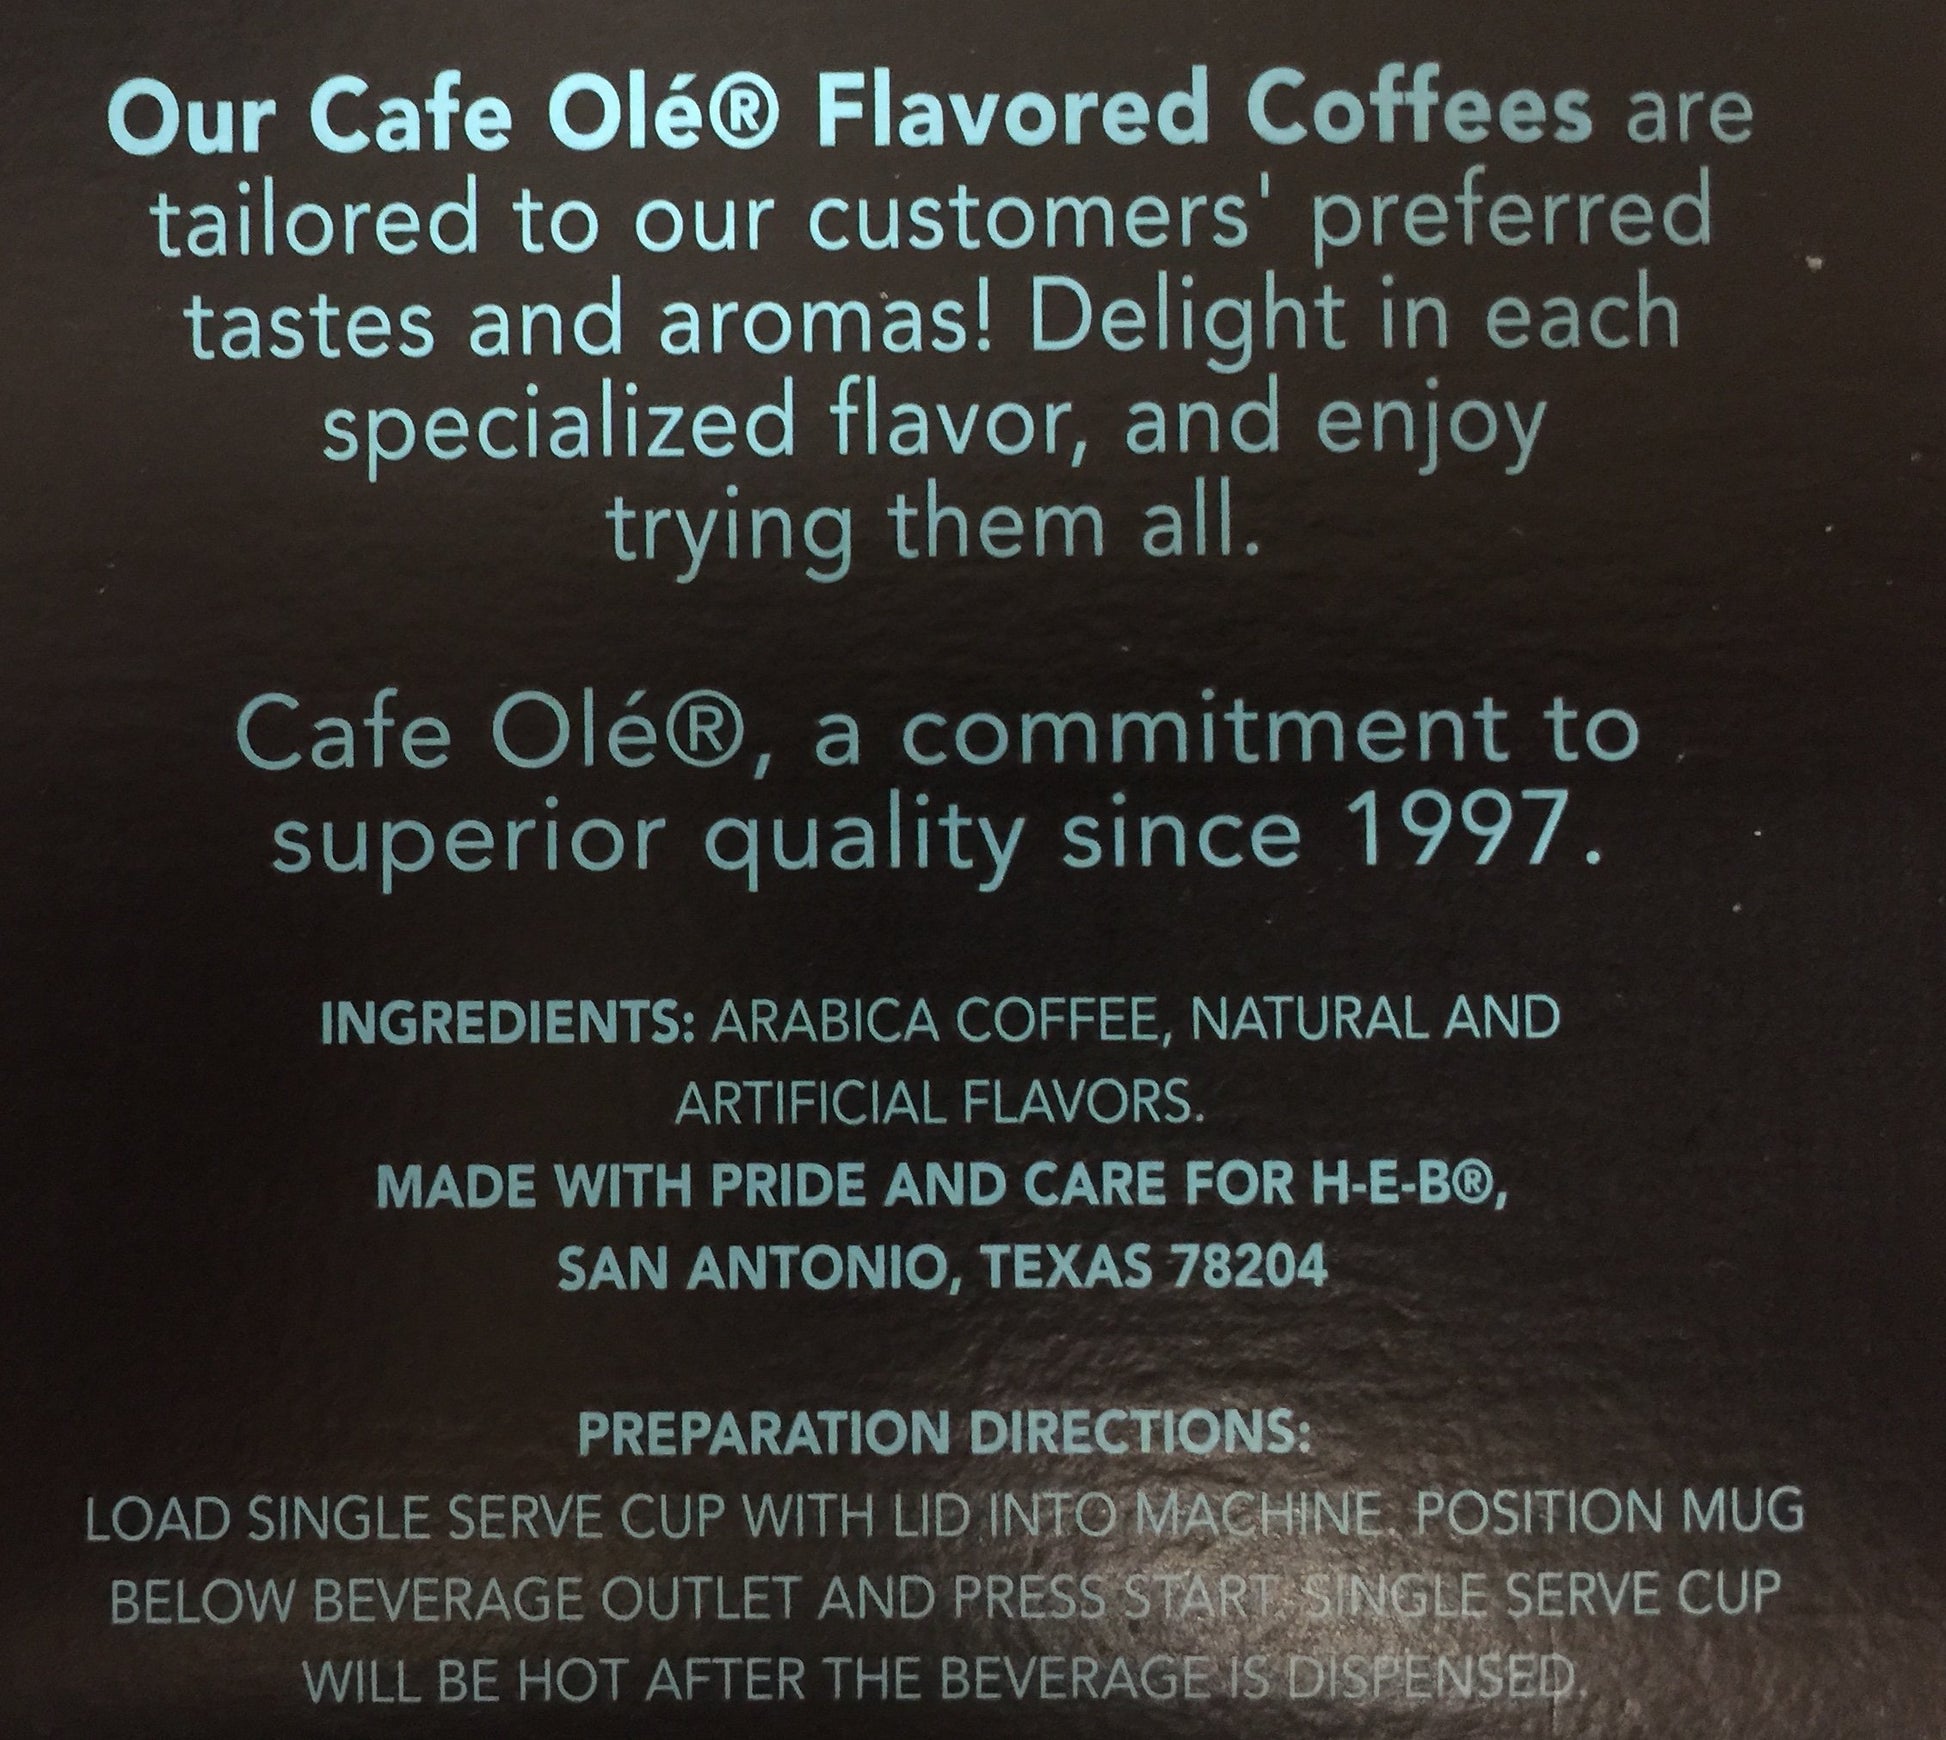 Our Cafe Olé® Flavored Coffees are
tailored to our customers' preferred
tastes and aromas! Delight in each
specialized flavor, and enjoy
trying them all.
Cafe Olé®, a commitment to
superior quality since 1997.
INGREDIENTS: ARABICA COFFEE, NATURAL AND
ARTIFICIAL FLAVORS.
MADE WITH PRIDE AND CARE FOR H-E-B®,
SAN ANTONIO, TEXAS 78204
PREPARATION DIRECTIONS:
LOAD SINGLE SERVE CUP WITH LID INTO MACHINE. POSITION MUG
BELOW BEVERAGE OUTLET AND PRESS START. SINGLE SERVE CUP
WILL BE HOT AFTER THE BEVERAGE IS DISPENSED.